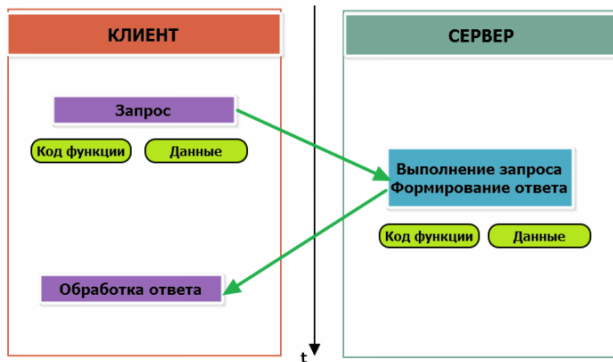 КЛИЕНТ
СЕРВЕР
Запрос
Код функции
Данные
Выполнение запроса
Формирование ответа
Код функции
Данные
Обработка ответа
t